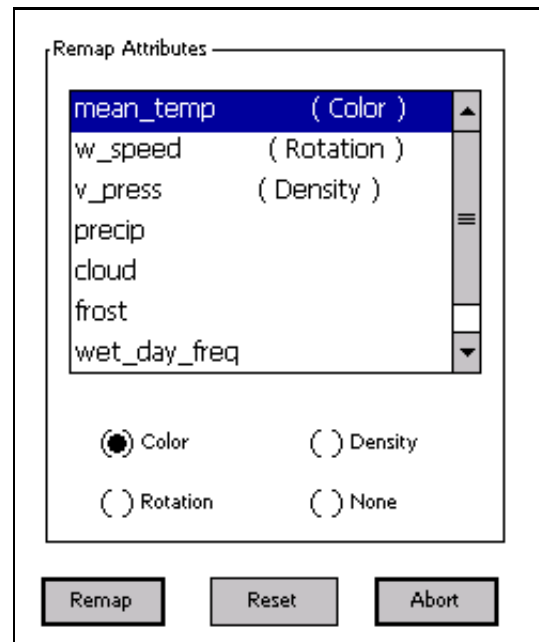 Remap Attributes
mean_temp ( Color )
w_speed ( Rotation )
v_press ( Density )
precip
cloud
frost
wet_day_freq
Color Density
Rotation None
Remap Reset Abort